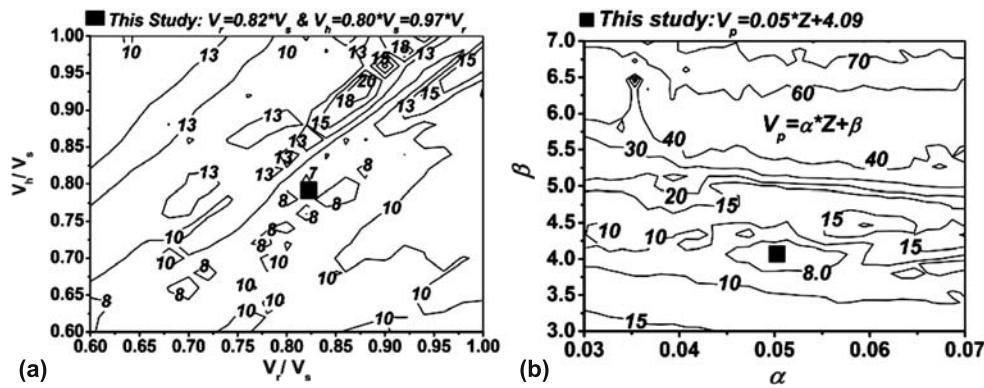 This Study: Vr=0.82*Vs & Vh=0.80*Vs=0.97*Vr
1.00
0.95
0.90
0.85
0.80
0.75
0.70
0.65
0.60
Vh/Vs
10 13 10 13 18 13
13 18 15
20
18 15
13 13
13
13
7 8
13
8
10 8
10 8
8 10
8 10
8 10 10
10
0.60 0.65 0.70 0.75 0.80 0.85 0.90 0.95 1.00
Vr/Vs
(a)
This study: Vp=0.05*Z+4.09
7.0
6.5
6.0
5.5
5.0
4.5
4.0
3.5
3.0
β
70
60
Vp=α*Z+β
40
30 40
20
15 15
10 10 15
8.0
10
15
0.03 0.04 0.05 0.06 0.07
α
(b)